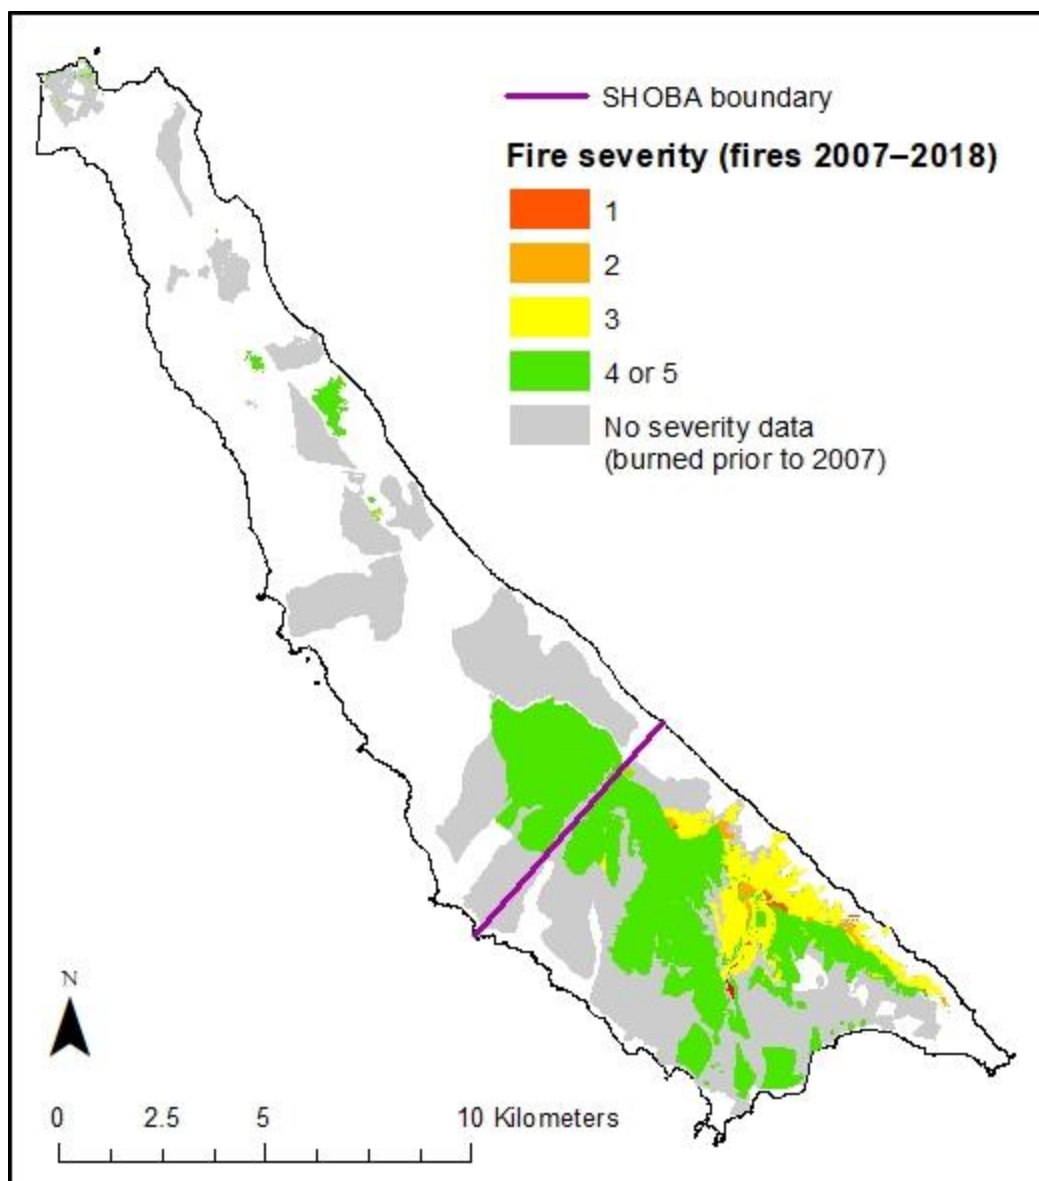 SHOBA boundary
Fire severity (fires 2007–2018)
1
2
3
4 or 5
No severity data
(burned prior to 2007)
N
0 2.5 5 10 Kilometers